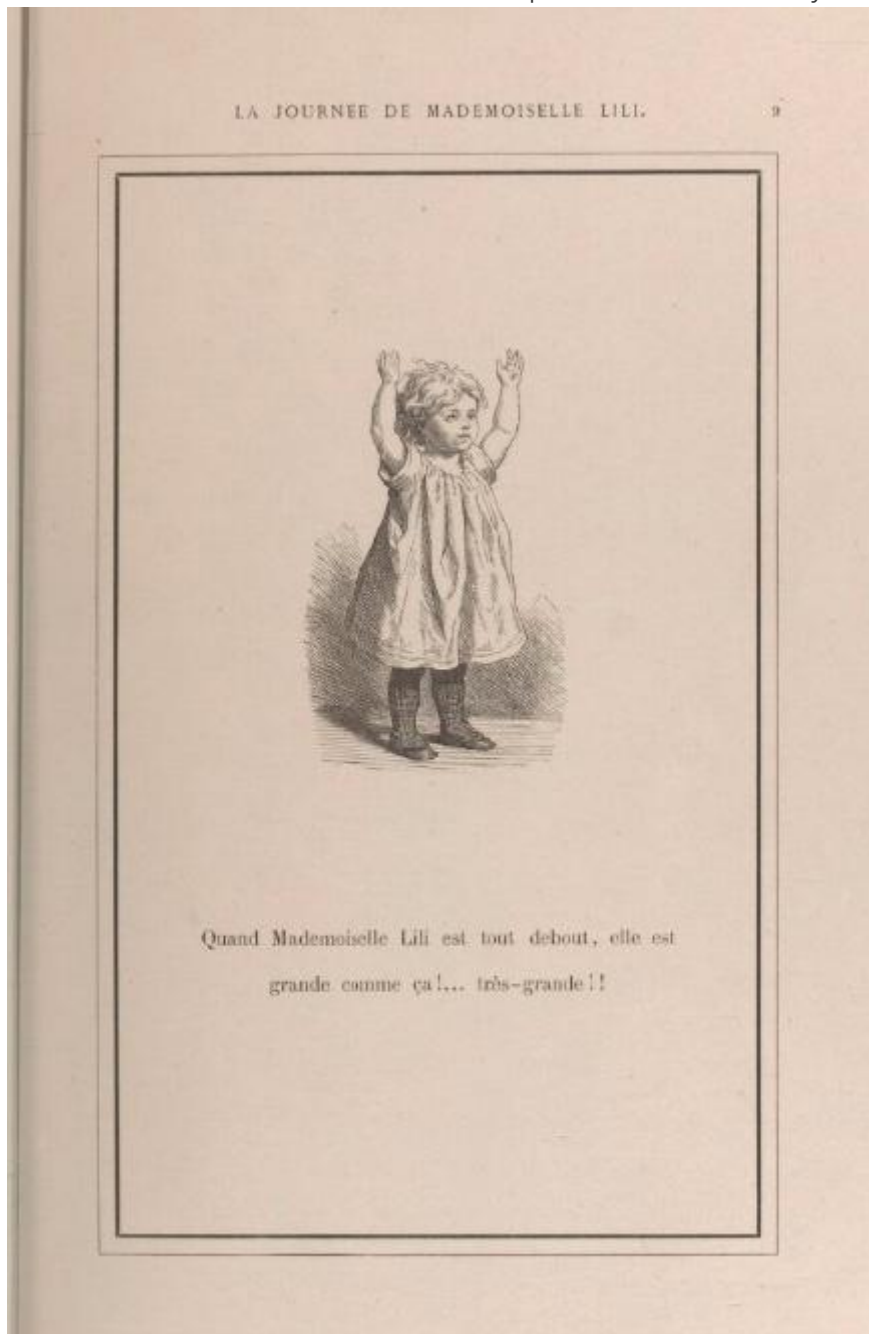 LA JOURNÉE DE MADEMOISELLE LILI. 9
Quand Mademoiselle Lili est tout debout, elle est
grande comme ça!... très-grande!!